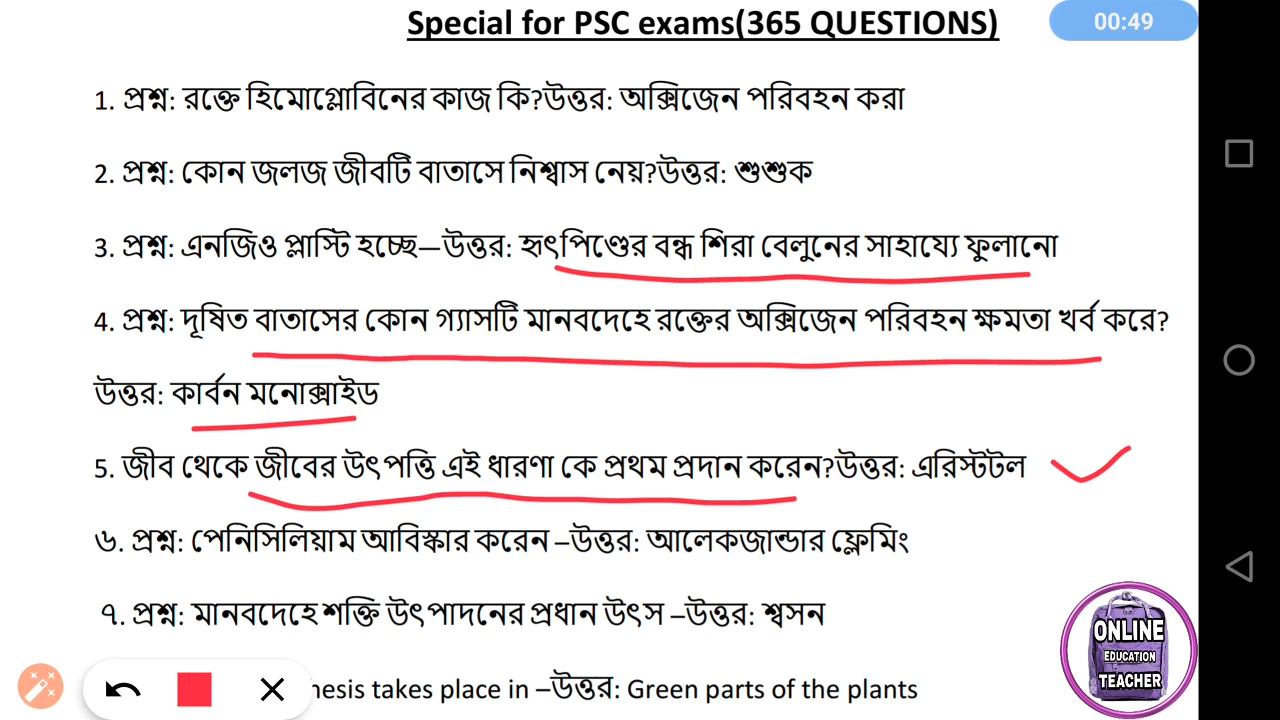 Special for PSC exams(365 QUESTIONS)
00:49
1. প্রশ্ন: রক্তে হিমোগ্লোবিনের কাজ কি?উত্তর: অক্সিজেন পরিবহন করা
2. প্রশ্ন: কোন জলজ জীবটি বাতাসে নিশ্বাস নেয়?উত্তর: শুশুক
3. প্রশ্ন: এনজিও প্লাস্টি হচ্ছে—উত্তর: হৃৎপিণ্ডের বন্ধ শিরা বেলুনের সাহায্যে ফুলানো
4. প্রশ্ন: দূষিত বাতাসের কোন গ্যাসটি মানবদেহে রক্তের অক্সিজেন পরিবহন ক্ষমতা খর্ব করে?
উত্তর: কার্বন মনোক্সাইড
5. জীব থেকে জীবের উৎপত্তি এই ধারণা কে প্রথম প্রদান করেন?উত্তর: এরিস্টটল
৬. প্রশ্ন: পেনিসিলিয়াম আবিস্কার করেন –উত্তর: আলেকজান্ডার ফ্লেমিং
৭. প্রশ্ন: মানবদেহে শক্তি উৎপাদনের প্রধান উৎস –উত্তর: শ্বসন
hesis takes place in –উত্তর: Green parts of the plants
ONLINE
EDUCATION
TEACHER